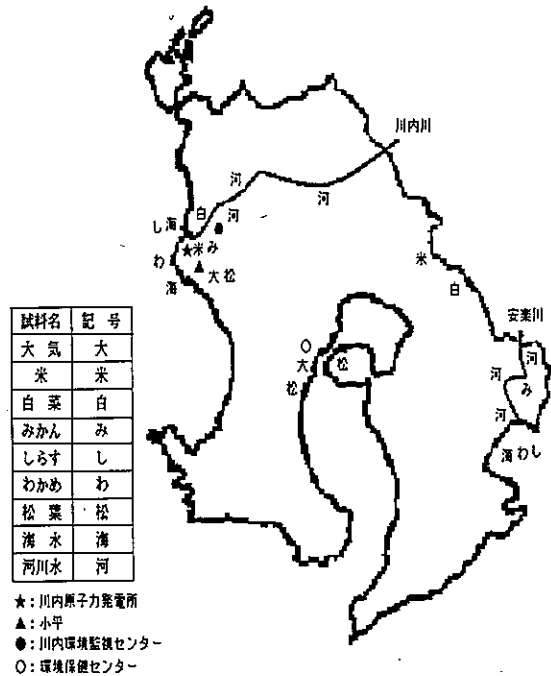 川内川
河
河
白 河
し 海
米 み
わ
大 松
海
米
白
安楽川
河
河 み
河
海 わ し
大 松
松
試料名 記号
大気 大
米 米
白菜 白
みかん み
しらす し
わかめ わ
松葉 松
海水 海
河川水 河
★：川内原子力発電所
▲：小平
●：川内環境監視センター
○：環境保健センター